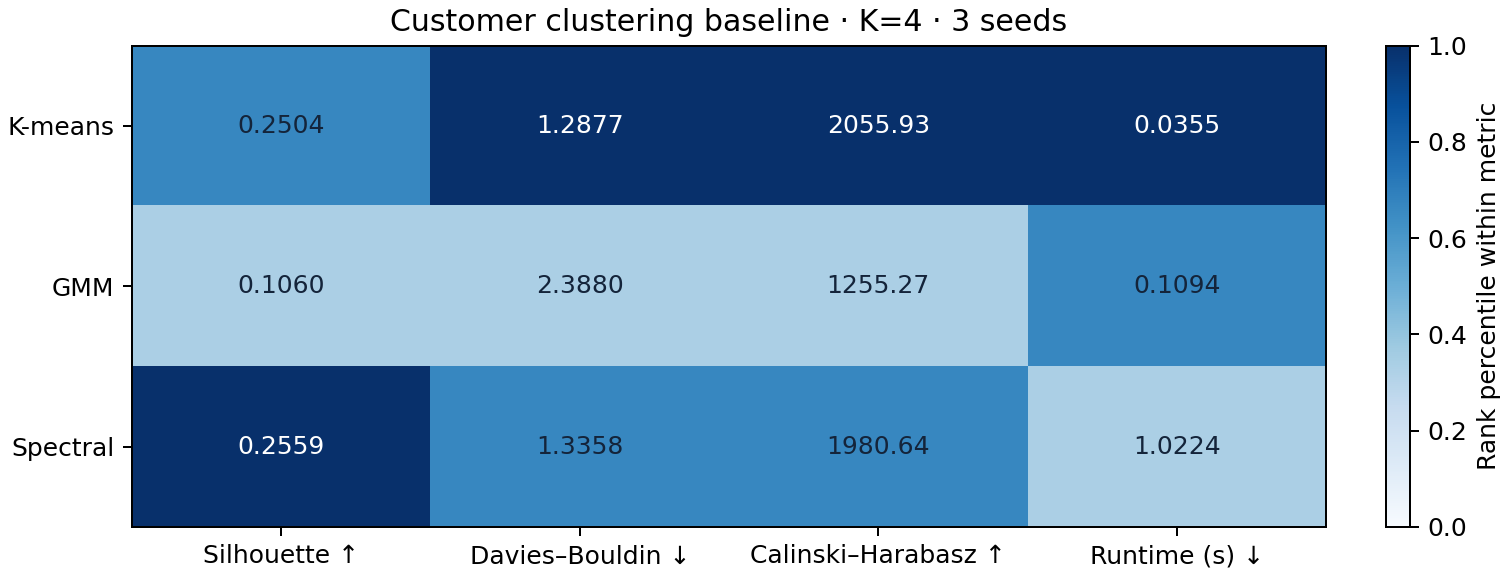 Customer clustering baseline · K=4 · 3 seeds
K-means 0.2504 1.2877 2055.93 0.0355
GMM 0.1060 2.3880 1255.27 0.1094
Spectral 0.2559 1.3358 1980.64 1.0224
Silhouette ↑ Davies–Bouldin ↓ Calinski–Harabasz ↑ Runtime (s) ↓
1.0
0.8
0.6
0.4
0.2
0.0
Rank percentile within metric